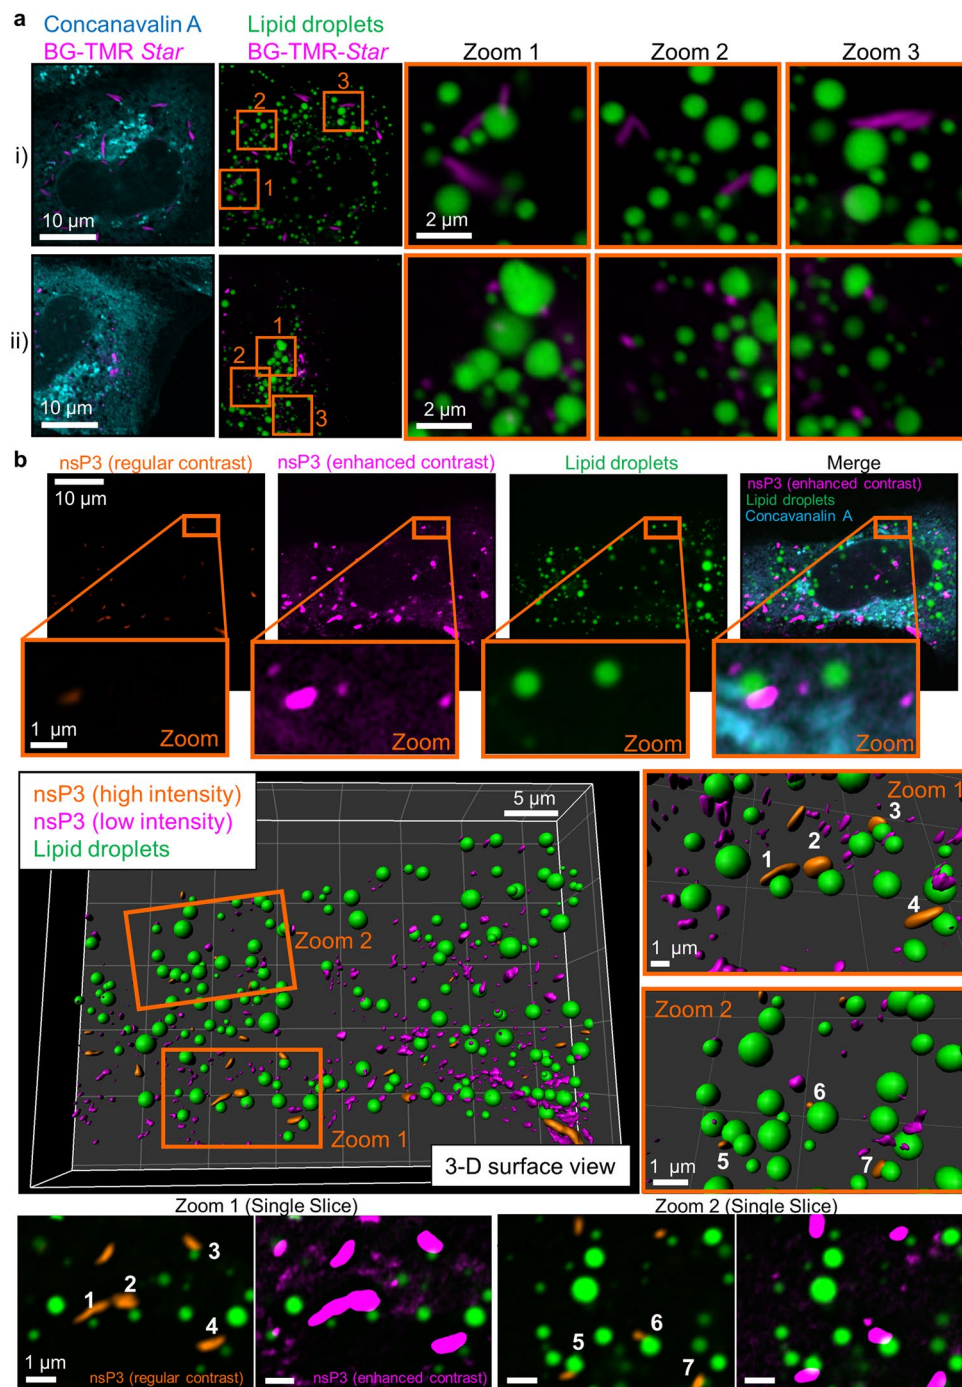 a
Concanavalin A
BG-TMR Star
Lipid droplets
BG-TMR-Star
Zoom 1
Zoom 2
Zoom 3
i)
10 µm
2
3
1
2 µm
ii)
10 µm
1
2
3
2 µm
b
nsP3 (regular contrast)
nsP3 (enhanced contrast)
Lipid droplets
Merge
10 µm
nsP3 (enhanced contrast)
Lipid droplets
Concavanalin A
1 µm
Zoom
Zoom
Zoom
Zoom
nsP3 (high intensity)
nsP3 (low intensity)
Lipid droplets
5 µm
Zoom 2
Zoom 1
3-D surface view
Zoom 1
3
2
1
4
1 µm
Zoom 2
6
5
7
1 µm
Zoom 1 (Single Slice)
Zoom 2 (Single Slice)
3
2
1
4
1 µm
nsP3 (regular contrast)
nsP3 (enhanced contrast)
6
5
7